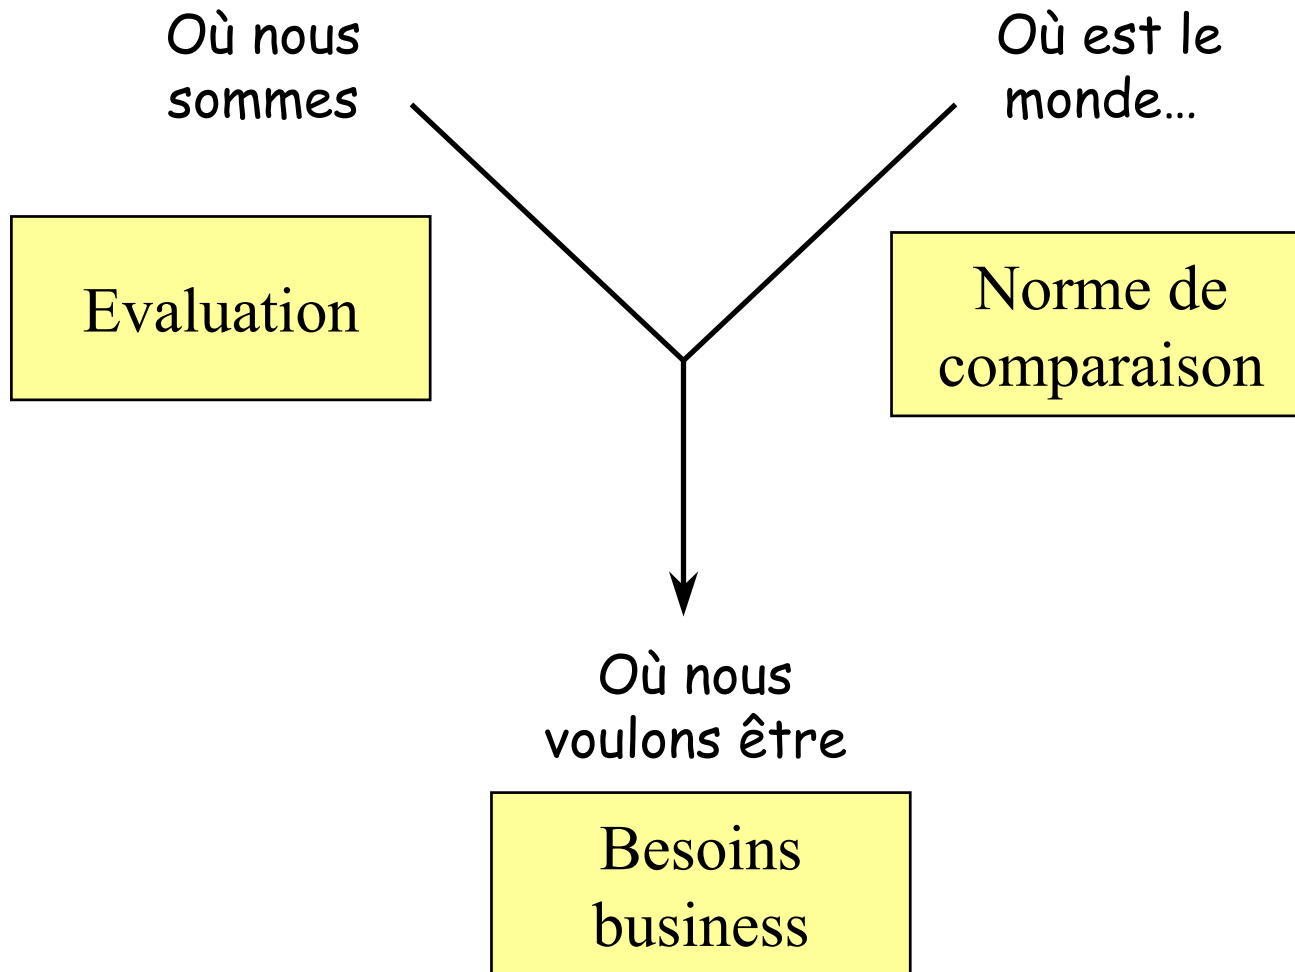 Où nous
sommes
Où est le
monde…
Evaluation
Norme de
comparaison
Où nous
voulons être
Besoins
business